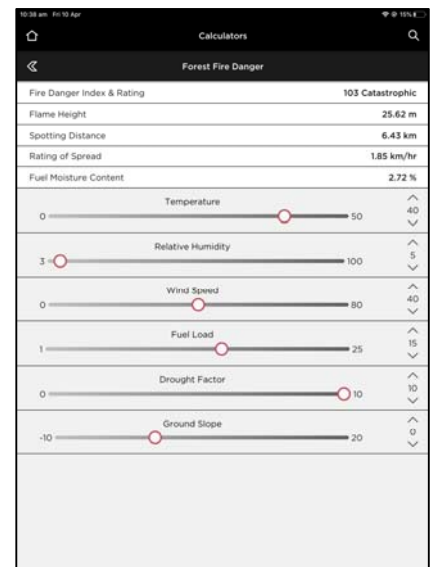 10:38 am Fri 10 Apr 15%
Calculators
Forest Fire Danger
Fire Danger Index & Rating 103 Catastrophic
Flame Height 25.62 m
Spotting Distance 6.43 km
Rating of Spread 1.85 km/hr
Fuel Moisture Content 2.72 %
Temperature
0 50 40
Relative Humidity
3 100 5
Wind Speed
0 80 40
Fuel Load
1 25 15
Drought Factor
0 10 10
Ground Slope
-10 20 0